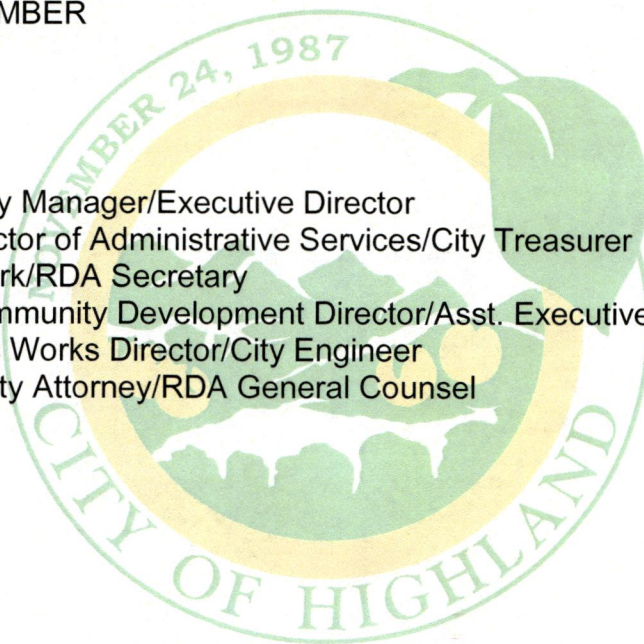 MBER
NOVEMBER 24, 1987
y Manager/Executive Director
ctor of Administrative Services/City Treasurer
rk/RDA Secretary
mmunity Development Director/Asst. Executive
Works Director/City Engineer
ty Attorney/RDA General Counsel
CITY OF HIGHLAND